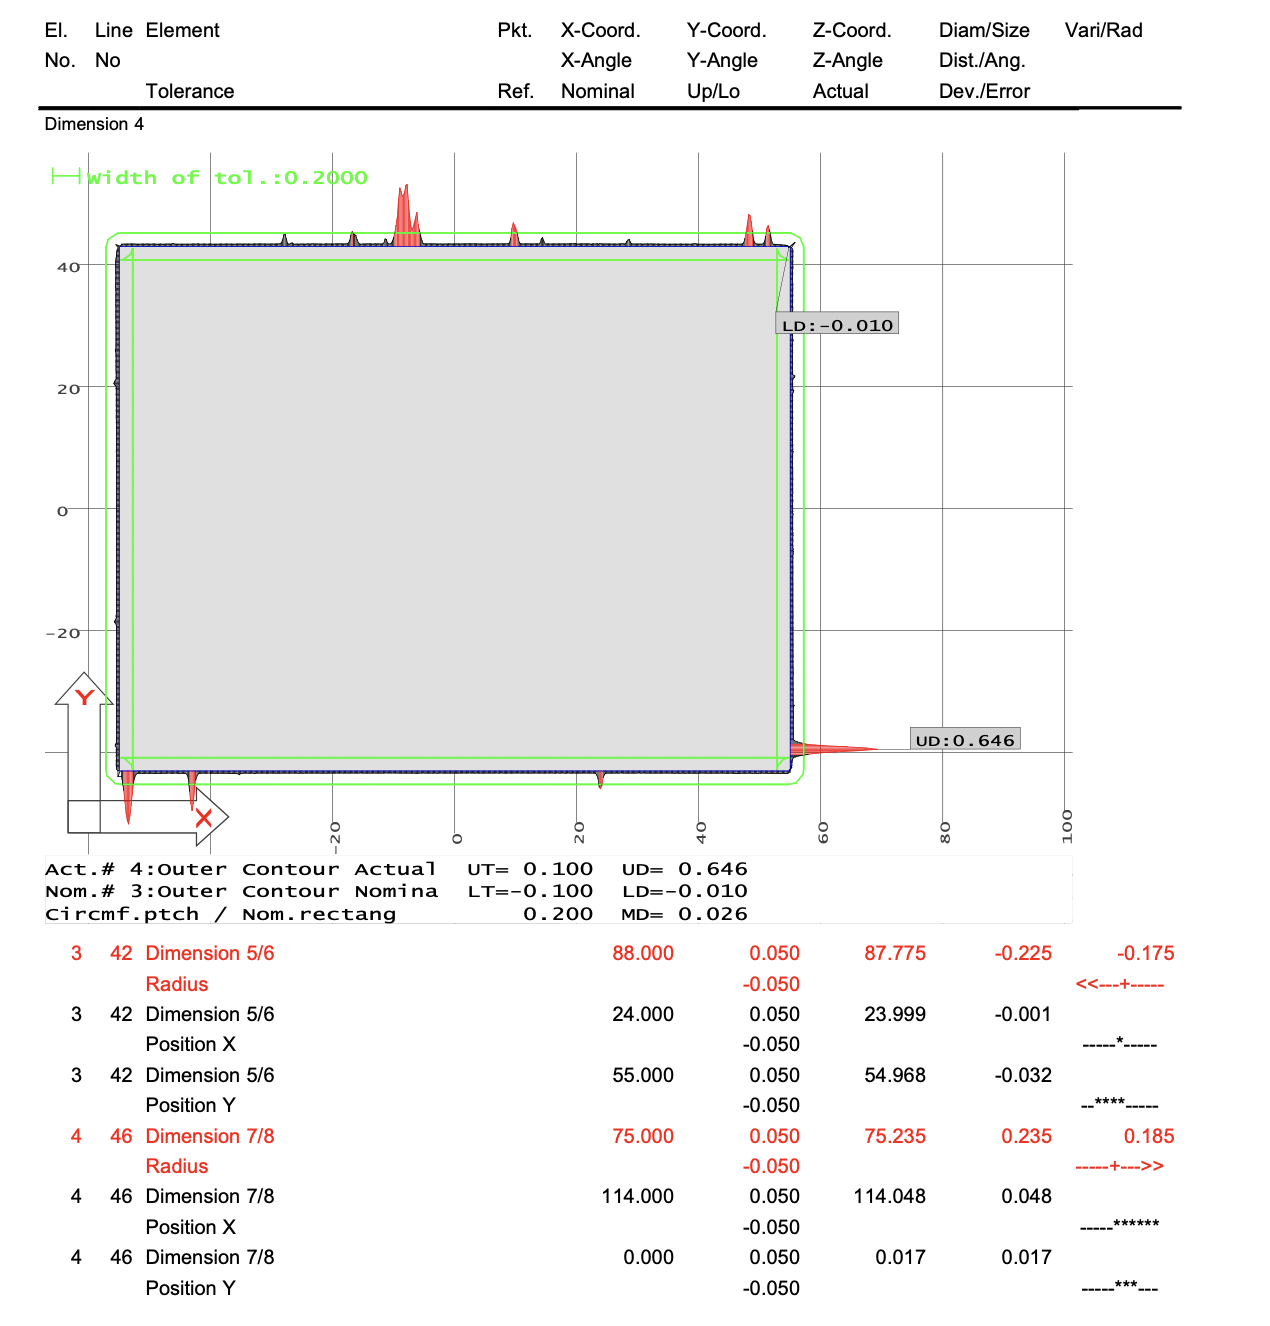 El. Line Element Pkt. X-Coord. Y-Coord. Z-Coord. Diam/Size Vari/Rad
No. No X-Angle Y-Angle Z-Angle Dist./Ang.
Tolerance Ref. Nominal Up/Lo Actual Dev./Error
Dimension 4
Width of tol.:0.2000
40
LD:-0.010
20
0
-20
Y
UD:0.646
X
-20 0 20 40 60 80 100
Act.# 4:Outer Contour Actual UT= 0.100 UD= 0.646
Nom.# 3:Outer Contour Nomina LT=-0.100 LD=-0.010
Circmf.ptch / Nom.rectang 0.200 MD= 0.026
3 42 Dimension 5/6 88.000 0.050 87.775 -0.225 -0.175
Radius -0.050 <<---+-----
3 42 Dimension 5/6 24.000 0.050 23.999 -0.001
Position X -0.050 -----*-----
3 42 Dimension 5/6 55.000 0.050 54.968 -0.032
Position Y -0.050 --****-----
4 46 Dimension 7/8 75.000 0.050 75.235 0.235 0.185
Radius -0.050 -----+--->>
4 46 Dimension 7/8 114.000 0.050 114.048 0.048
Position X -0.050 -----******
4 46 Dimension 7/8 0.000 0.050 0.017 0.017
Position Y -0.050 -----***---